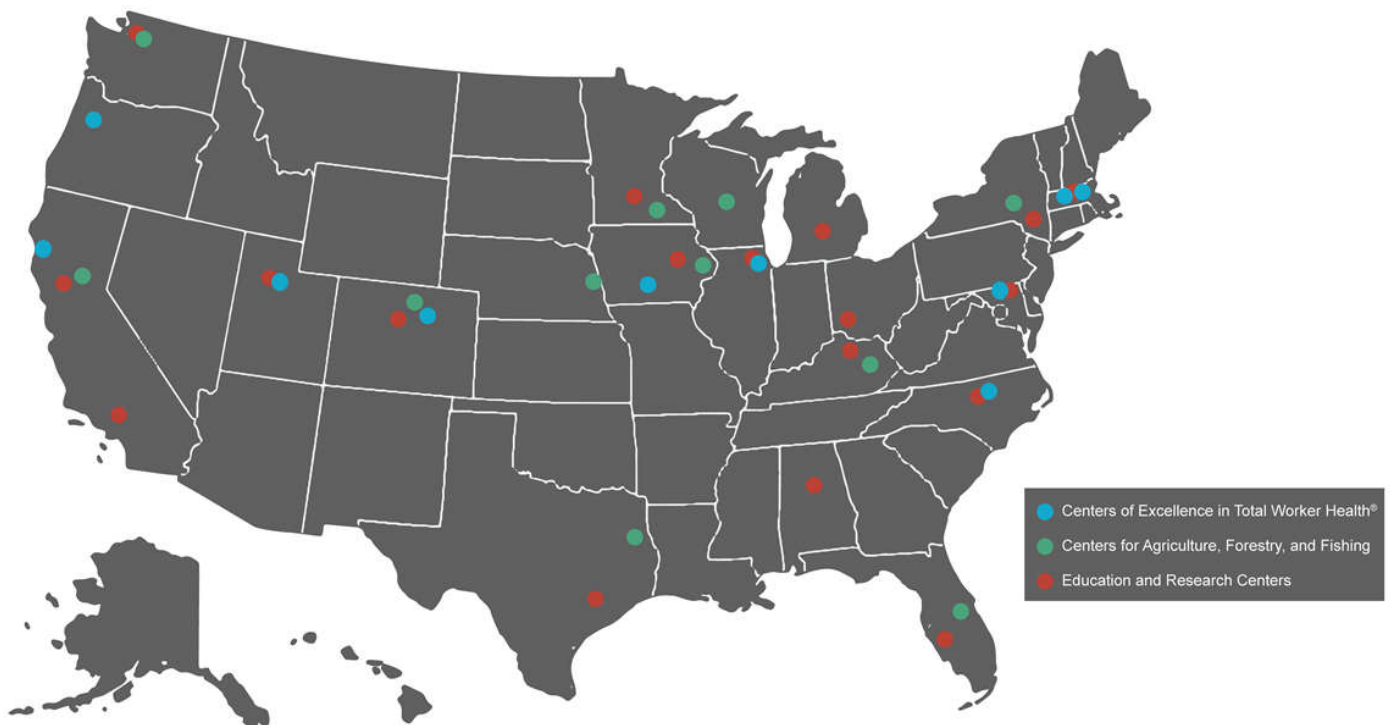 Centers of Excellence in Total Worker Health®
Centers for Agriculture, Forestry, and Fishing
Education and Research Centers